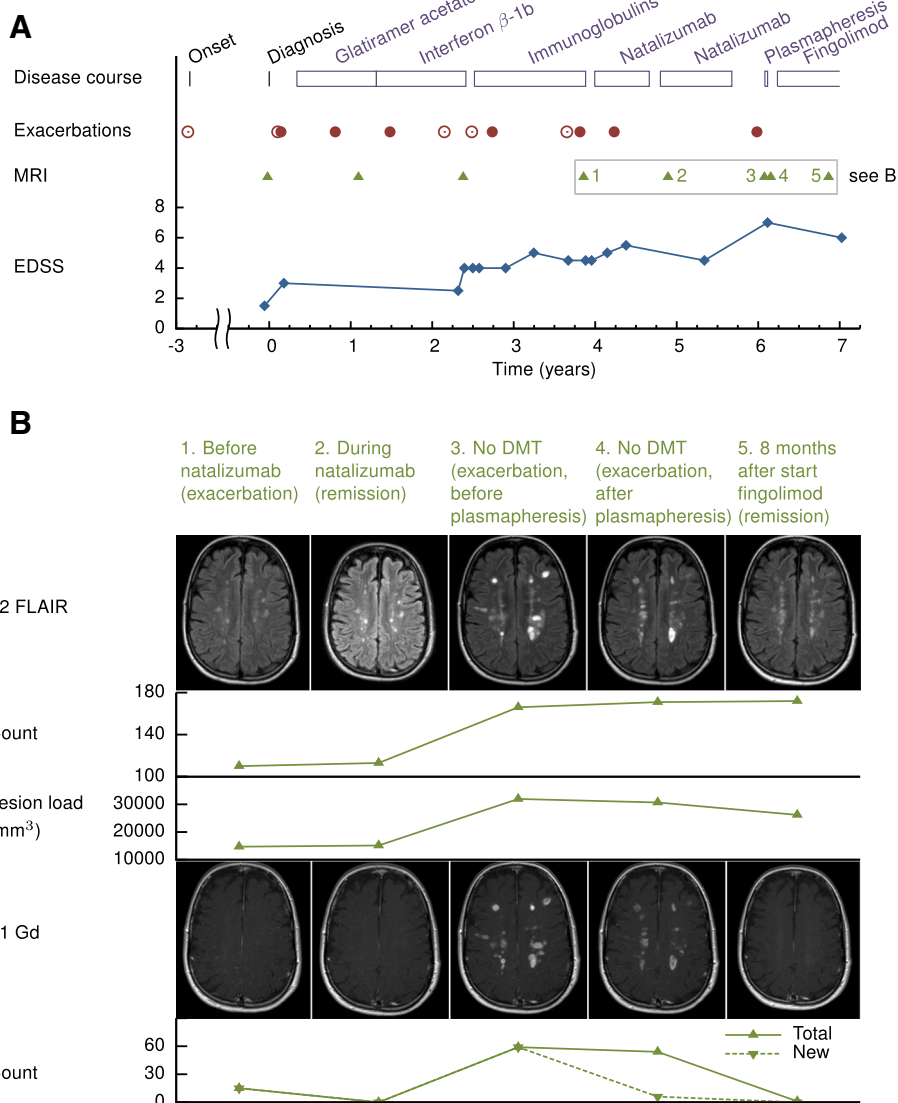 A
Onset
Diagnosis
Glatiramer acetate
Interferon β-1b
Immunoglobulins
Natalizumab
Natalizumab
Plasmapheresis
Fingolimod
Disease course
Exacerbations
MRI
1
2
3
4
5
see B
EDSS
8
6
4
2
0
-3 0 1 2 3 4 5 6 7
Time (years)
B
1. Before
natalizumab
(exacerbation)
2. During
natalizumab
(remission)
3. No DMT
(exacerbation,
before
plasmapheresis)
4. No DMT
(exacerbation,
after
plasmapheresis)
5. 8 months
after start
fingolimod
(remission)
2 FLAIR
180
ount
140
100
esion load
mm³)
30000
20000
10000
1 Gd
Total
New
60
30
ount
0